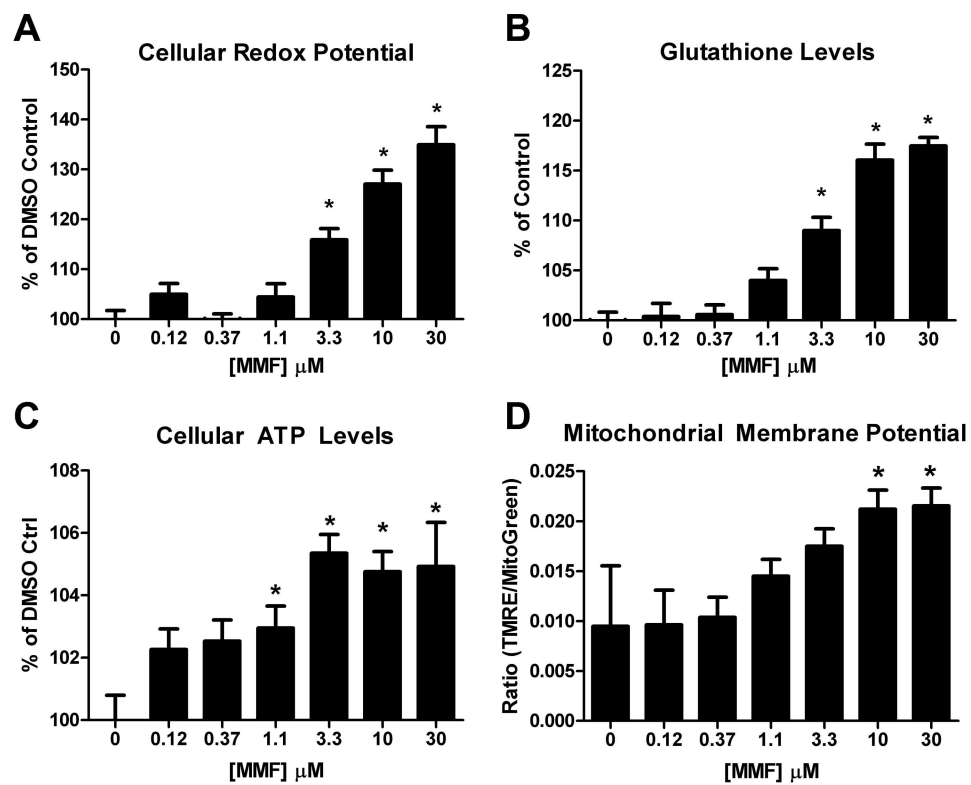 A
Cellular Redox Potential
% of DMSO Control
150
140
130
120
110
100
*
*
*
0 0.12 0.37 1.1 3.3 10 30
[MMF] μM
B
Glutathione Levels
% of Control
125
120
115
110
105
100
*
*
*
0 0.12 0.37 1.1 3.3 10 30
[MMF] μM
C
Cellular ATP Levels
% of DMSO Ctrl
108
106
104
102
100
*
*
*
*
0 0.12 0.37 1.1 3.3 10 30
[MMF] μM
D
Mitochondrial Membrane Potential
Ratio (TMRE/MitoGreen)
0.025
0.020
0.015
0.010
0.005
0.000
*
*
0 0.12 0.37 1.1 3.3 10 30
[MMF] μM